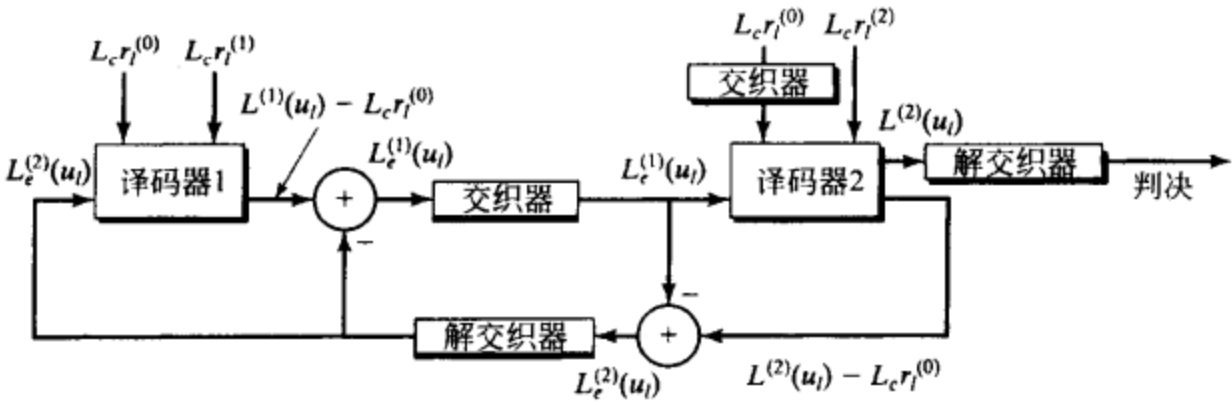 L_c r_l^{(0)} L_c r_l^{(1)}
L^{(1)}(u_l) − L_c r_l^{(0)}
L_e^{(2)}(u_l)
译码器1
+
−
L_e^{(1)}(u_l)
交织器
L_e^{(1)}(u_l)
L_c r_l^{(0)} L_c r_l^{(2)}
交织器
译码器2
L^{(2)}(u_l)
解交织器
判决
−
+
L^{(2)}(u_l) − L_c r_l^{(0)}
L_e^{(2)}(u_l)
解交织器